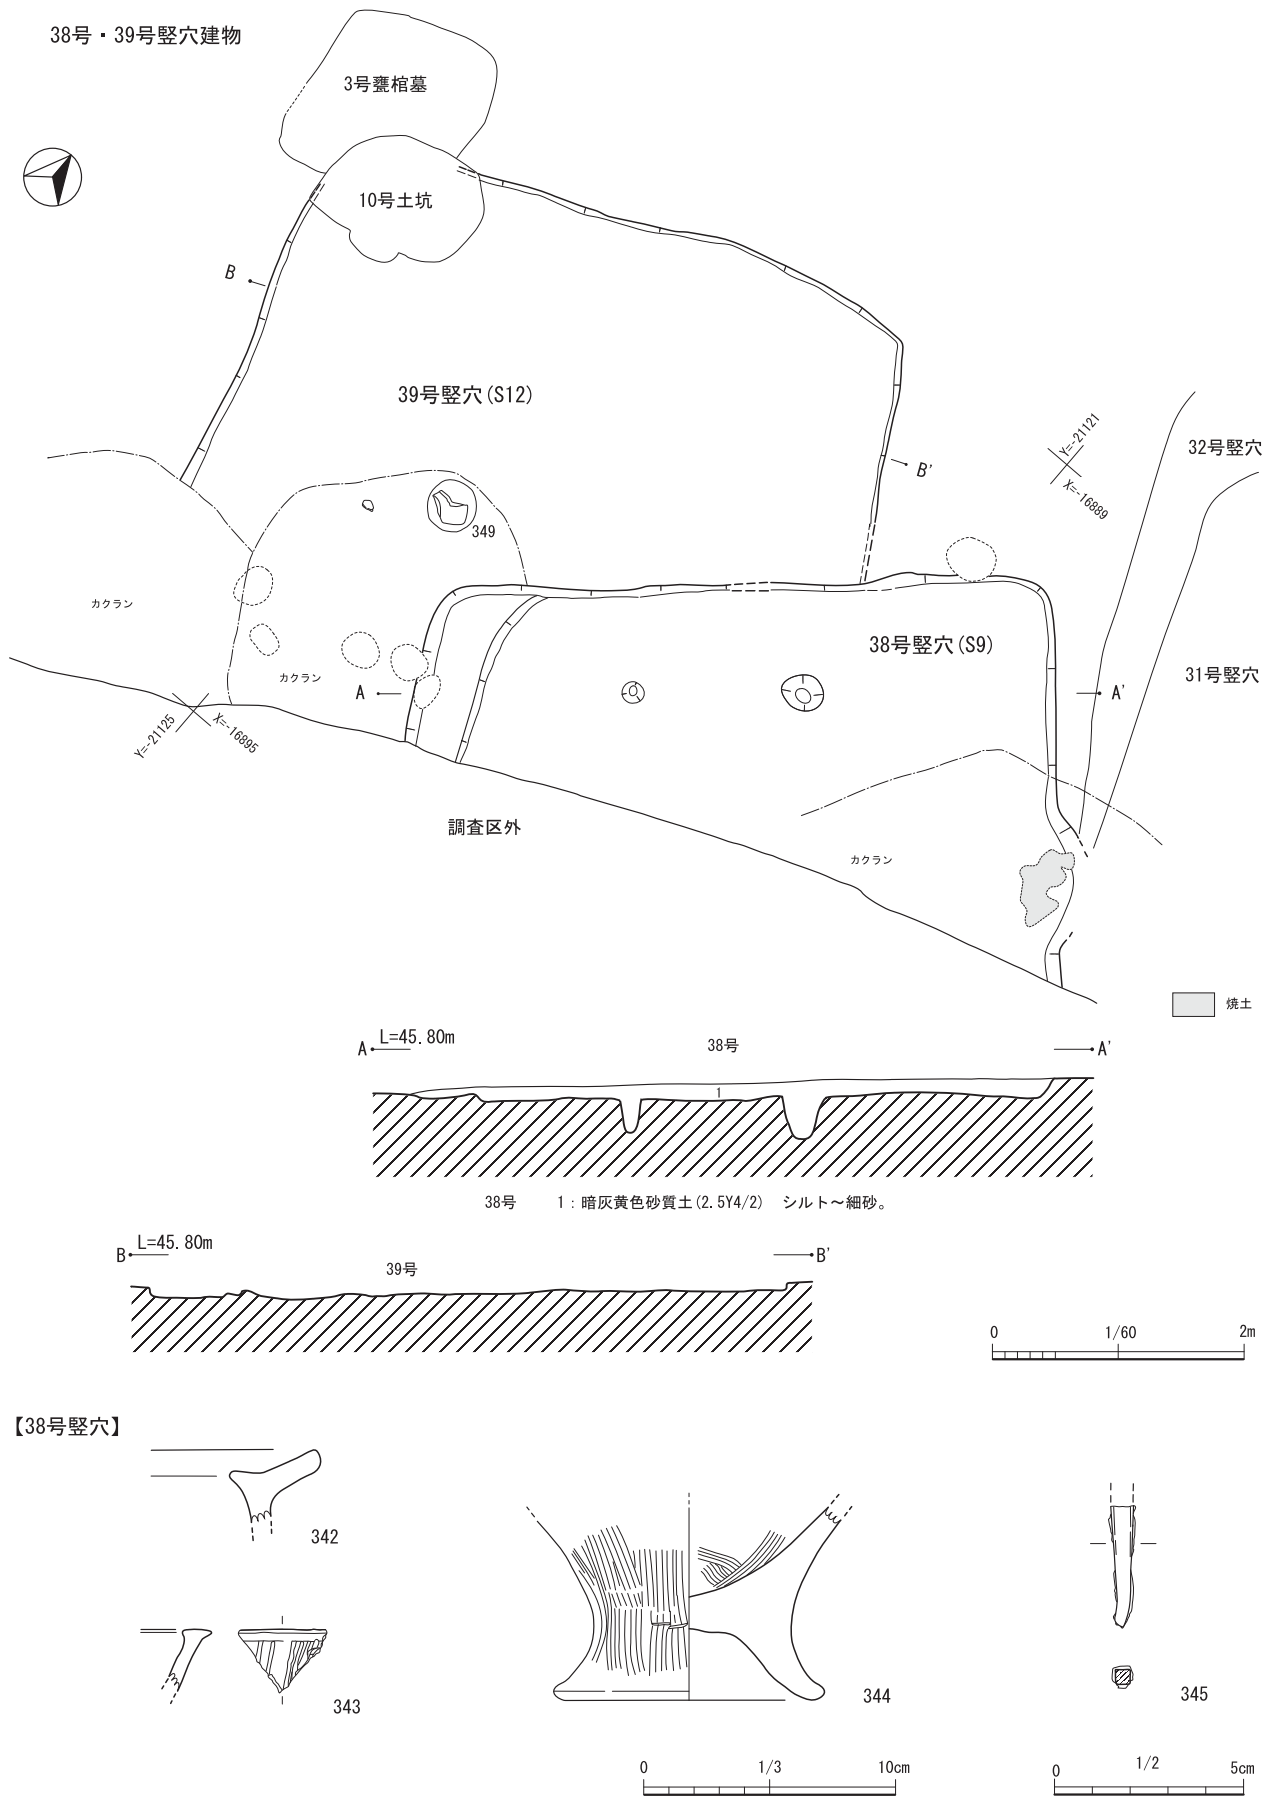 38号・39号竪穴建物
3号甕棺墓
10号土坑
B
39号竪穴(S12)
B'
Y=-21121
X=-16889
32号竪穴
349
カクラン
38号竪穴(S9)
31号竪穴
カクラン
A
A'
Y=-21125
X=-16895
調査区外
カクラン
焼土
A
L=45.80m
38号
A'
1
38号 1：暗灰黄色砂質土(2.5Y4/2) シルト～細砂。
B
L=45.80m
39号
B'
0 1/60 2m
【38号竪穴】
342
343
344
345
0 1/3 10cm
0 1/2 5cm